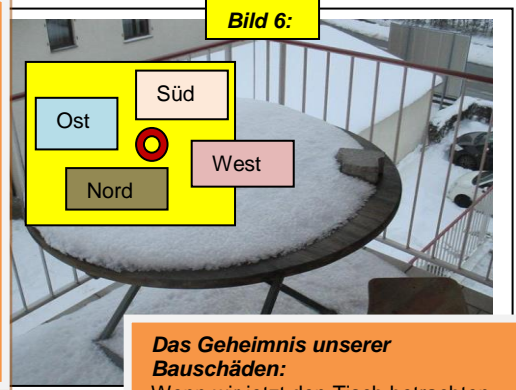 Bild 6:
Süd
Ost
West
Nord
Das Geheimnis unserer
Bauschäden: